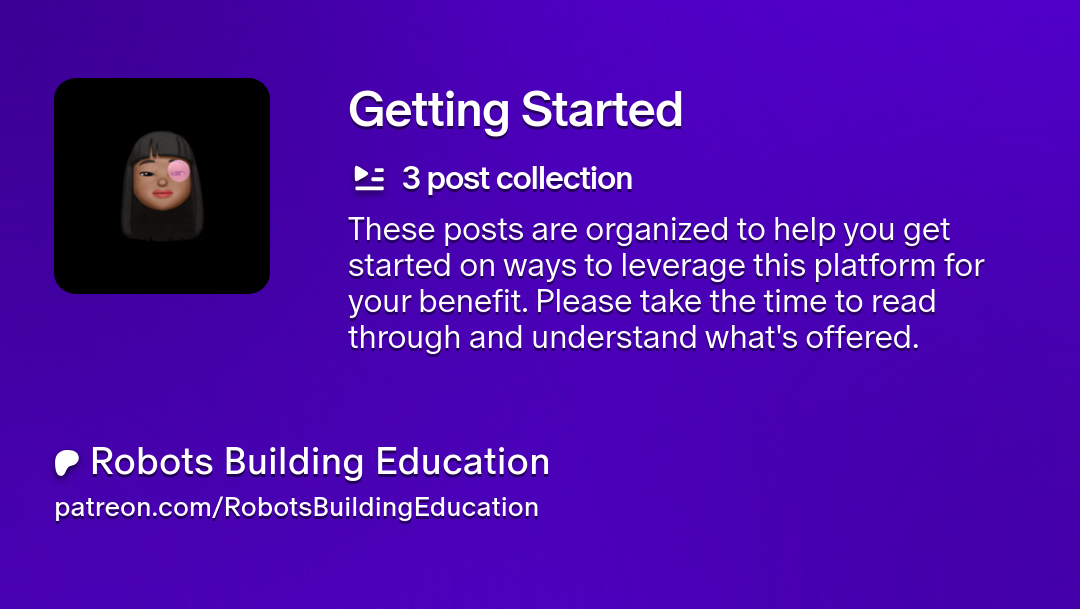 Getting Started
3 post collection
These posts are organized to help you get
started on ways to leverage this platform for
your benefit. Please take the time to read
through and understand what's offered.
Robots Building Education
patreon.com/RobotsBuildingEducation